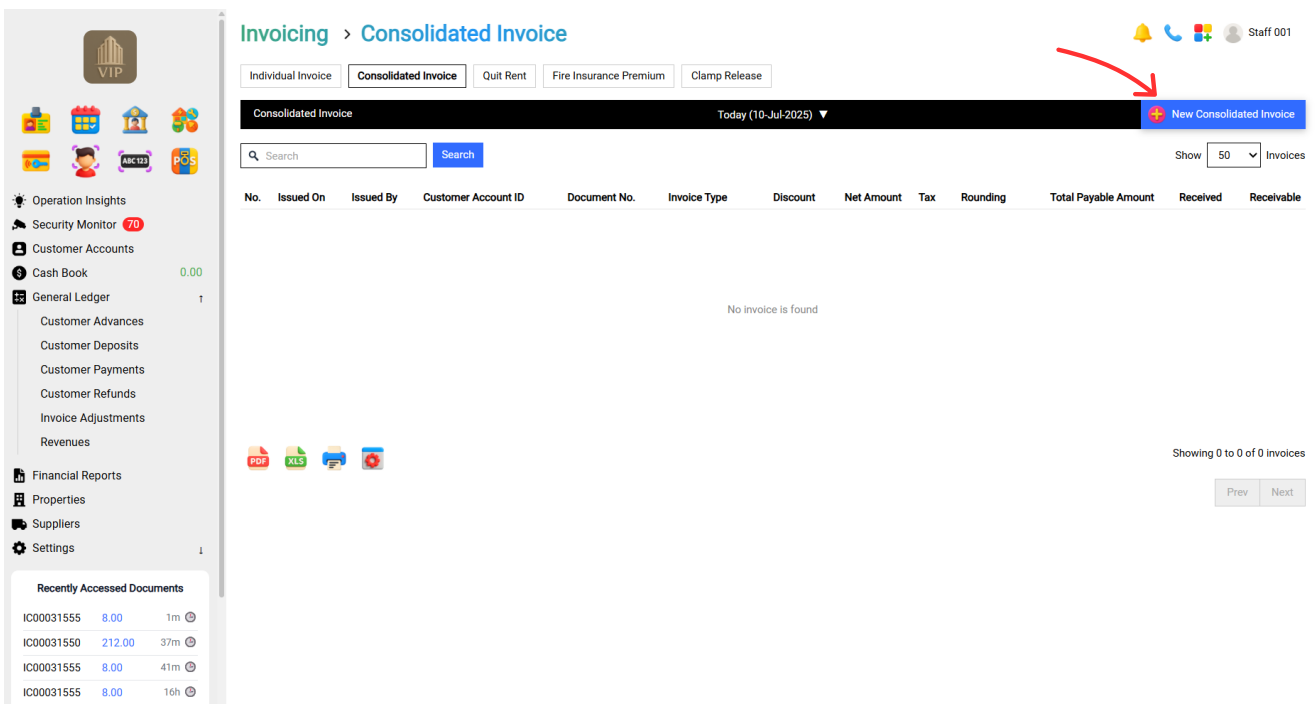 VIP
ABC 123
POS
Operation Insights
Security Monitor 70
Customer Accounts
Cash Book 0.00
General Ledger ↑
Customer Advances
Customer Deposits
Customer Payments
Customer Refunds
Invoice Adjustments
Revenues
Financial Reports
Properties
Suppliers
Settings ↓
Recently Accessed Documents
IC00031555 8.00 1m
IC00031550 212.00 37m
IC00031555 8.00 41m
IC00031555 8.00 16h
Invoicing > Consolidated Invoice
Staff 001
Individual Invoice Consolidated Invoice Quit Rent Fire Insurance Premium Clamp Release
Consolidated Invoice Today (10-Jul-2025) ▼ New Consolidated Invoice
Search Search Show 50 Invoices
No. Issued On Issued By Customer Account ID Document No. Invoice Type Discount Net Amount Tax Rounding Total Payable Amount Received Receivable
No invoice is found
PDF XLS Showing 0 to 0 of 0 invoices
Prev Next